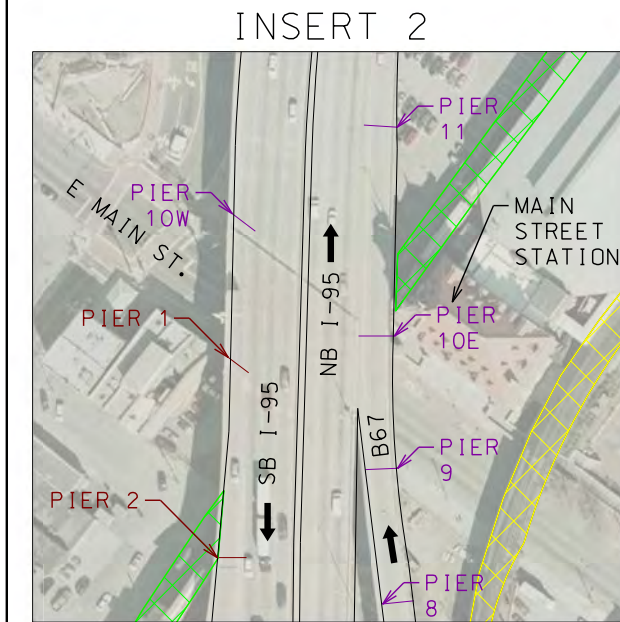 INSERT 2
PIER
11
E MAIN ST.
PIER
10W
MAIN
STREET
STATION
PIER 1
NB I-95
PIER
10E
SB I-95
B67
PIER
9
PIER 2
PIER
8